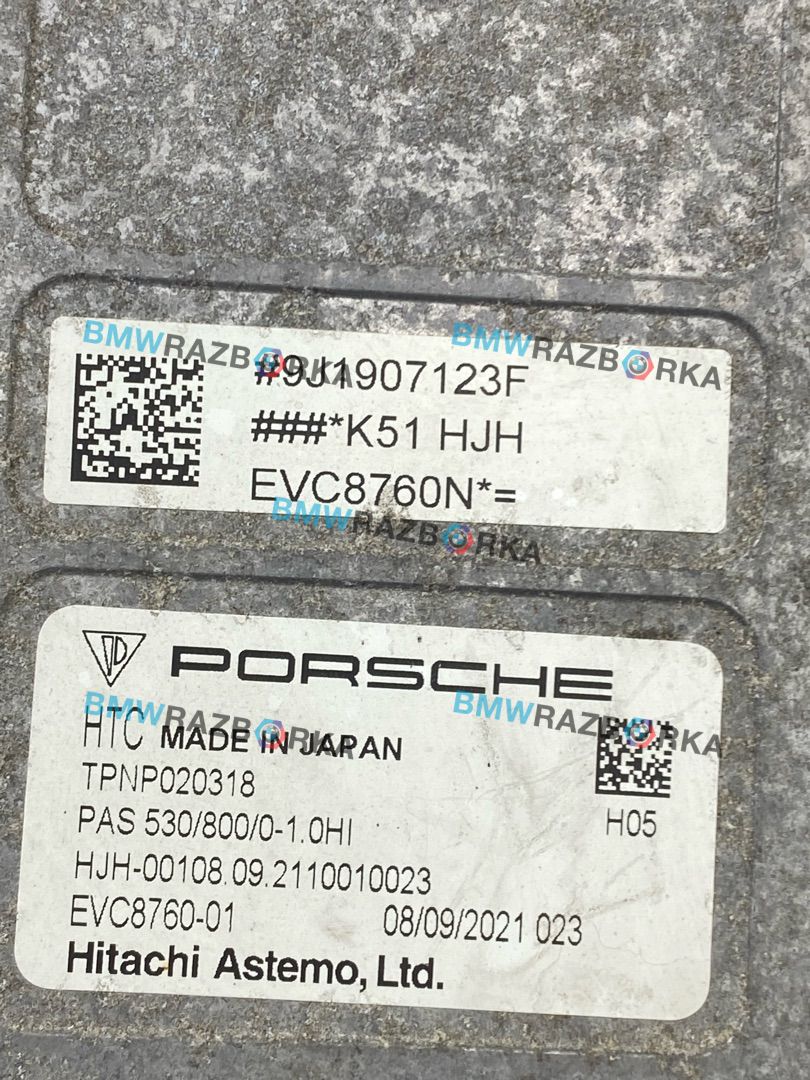 BMWRAZBORKA BMWRAZBORKA
#9J1907123F
###*K51 HJH
EVC8760N*=
BMWRAZBORKA
PORSCHE
BMWRAZBORKA BMWRAZBORKA
HTC MADE IN JAPAN
TPNP020318
PAS 530/800/0-1.0HI
H05
HJH-00108.09.2110010023
EVC8760-01 08/09/2021 023
Hitachi Astemo, Ltd.